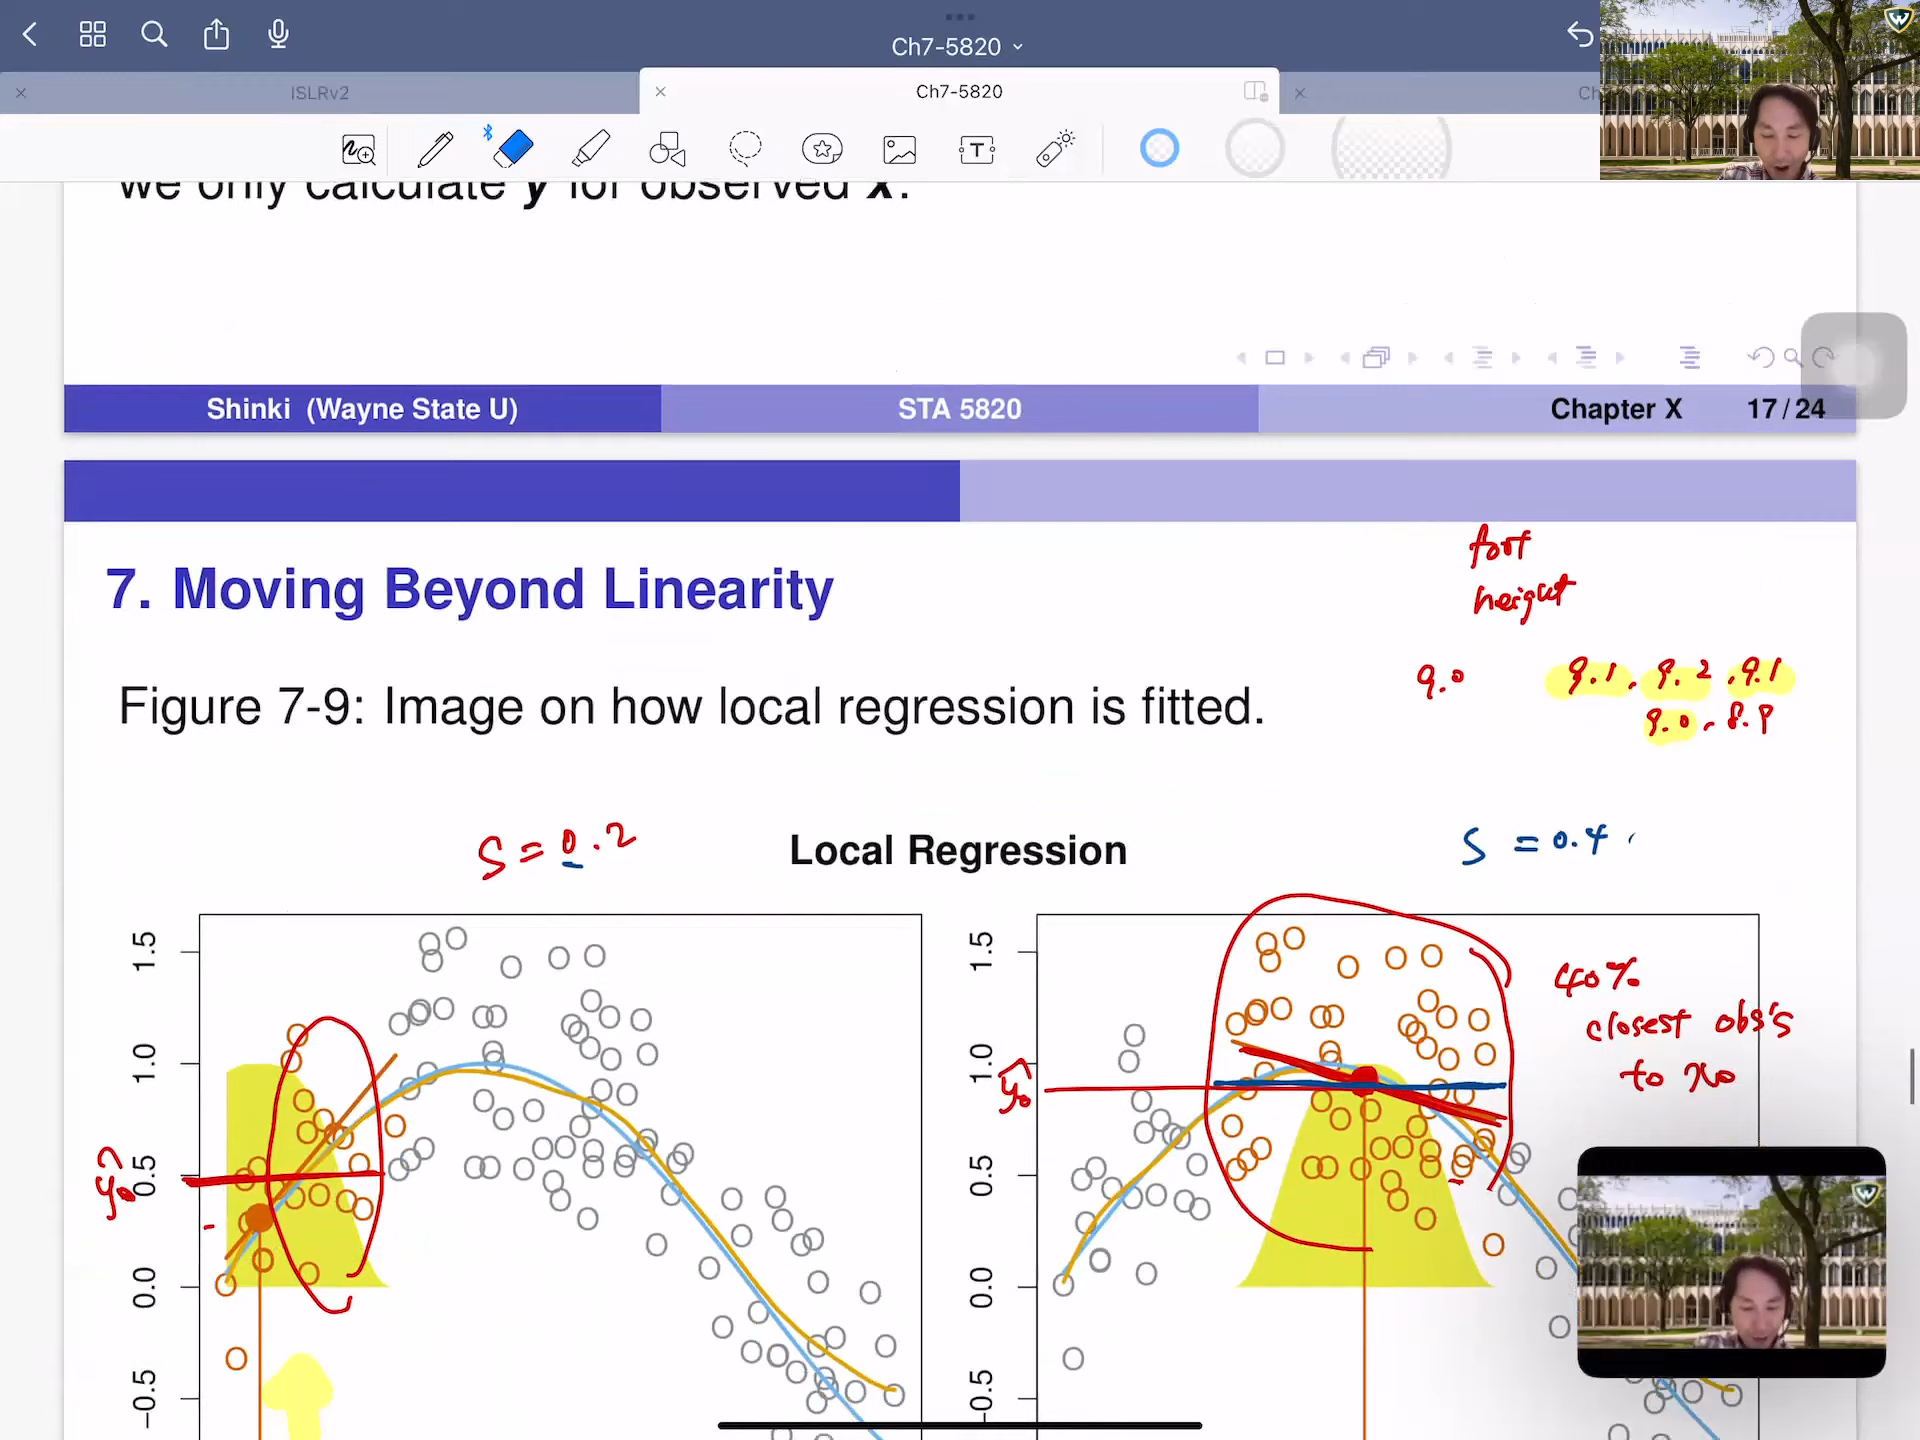 Ch7-5820
ISLRv2
Ch7-5820
Ch
T
we only calculate y for observed x.
Shinki (Wayne State U)
STA 5820
Chapter X
17/24
7. Moving Beyond Linearity
foot
height
Figure 7-9: Image on how local regression is fitted.
9.0
9.1, 9.2, 9.1
9.0, 8.9
S = 0.2
Local Regression
S = 0.4
1.5
1.0
0.5
0.0
−0.5
ŷ₀
1.5
1.0
0.5
0.0
−0.5
ŷ₀
40%
closest obs's
to x₀
W
W